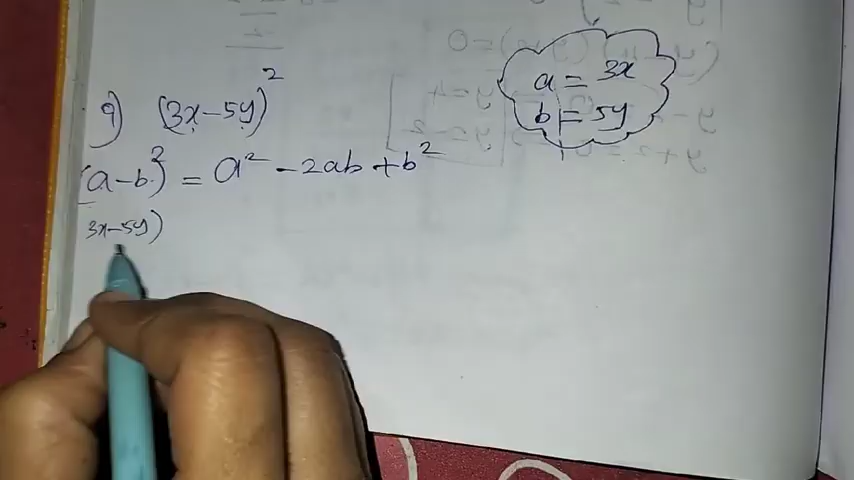 9) (3x-5y)²
a = 3x
b = 5y
(a-b)² = a² - 2ab + b²
3x-5y)